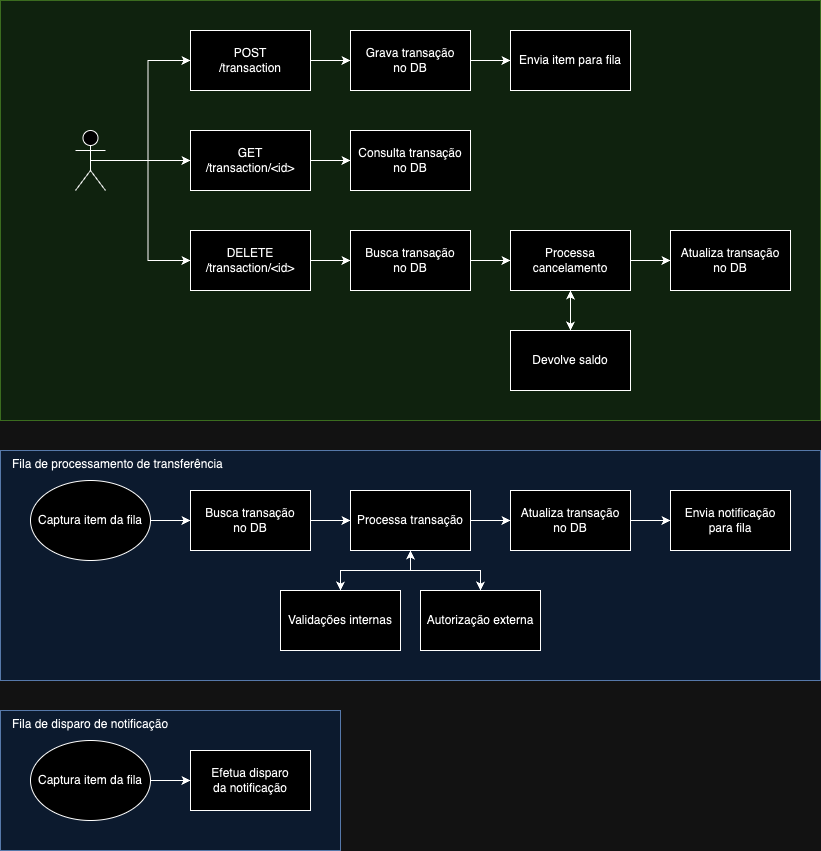 POST
/transaction
Grava transação
no DB
Envia item para fila
GET
/transaction/<id>
Consulta transação
no DB
DELETE
/transaction/<id>
Busca transação
no DB
Processa
cancelamento
Atualiza transação
no DB
Devolve saldo
Fila de processamento de transferência
Captura item da fila
Busca transação
no DB
Processa transação
Atualiza transação
no DB
Envia notificação
para fila
Validações internas
Autorização externa
Fila de disparo de notificação
Captura item da fila
Efetua disparo
da notificação